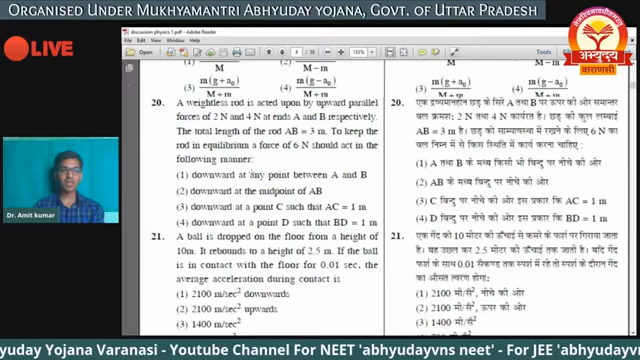 Organised Under Mukhyamantri Abhyuday yojana, Govt. of Uttar Pradesh
LIVE
अभ्युदय
वाराणसी
discussion physics 1.pdf - Adobe Reader
File Edit View Window Help
Open
4 / 58
133%
Tools
Sign
Comment
(1) M
(2) M – m
(3) m(g+a₀) / M+m
(4) m(g–a₀) / M+m
20. A weightless rod is acted upon by upward parallel
forces of 2 N and 4 N at ends A and B respectively.
The total length of the rod AB = 3 m. To keep the
rod in equilibrium a force of 6 N should act in the
following manner:
(1) downward at any point between A and B
(2) downward at the midpoint of AB
(3) downward at a point C such that AC = 1 m
(4) downward at a point D such that BD = 1 m
21. A ball is dropped on the floor from a height of
10m. It rebounds to a height of 2.5 m. If the ball
is in contact with the floor for 0.01 sec, the
average acceleration during contact is
(1) 2100 m/sec² downwards
(2) 2100 m/sec² upwards
(3) 1400 m/sec²
(3) m(g+a₀) / M+m
(4) m(g–a₀) / M+m
20. एक द्रव्यमानहीन छड़ के सिरे A तथा B पर ऊपर की ओर समान्तर
बल क्रमशः 2 N तथा 4 N कार्यरत है। छड़ की कुल लम्बाई
AB = 3 m है। छड़ को साम्यावस्था में रखने के लिए 6 N का
बल निम्न में से किस स्थिति में कार्य करना चाहिए :
(1) A तथा B के मध्य किसी भी बिन्दु पर नीचे की ओर
(2) AB के मध्य बिन्दु पर नीचे की ओर
(3) C बिन्दु पर नीचे की ओर इस प्रकार कि AC = 1 m
(4) D बिन्दु पर नीचे की ओर इस प्रकार कि BD = 1 m
21. एक गेंद को 10 मीटर की ऊँचाई से कमरे के फर्श पर गिराया जाता
है। यह उछल कर 2.5 मीटर की ऊँचाई तक जाती है। यदि गेंद
फर्श के साथ 0.01 सैकण्ड तक स्पर्श में रहे तो स्पर्श के दौरान गेंद
का औसत त्वरण होगा:
(1) 2100 मी/सै², नीचे की ओर
(2) 2100 मी/सै², ऊपर की ओर
(3) 1400 मी/सै²
Dr. Amit kumar
yuday Yojana Varanasi - Youtube Channel For NEET 'abhyudayvns neet' - For JEE 'abhyudayvns